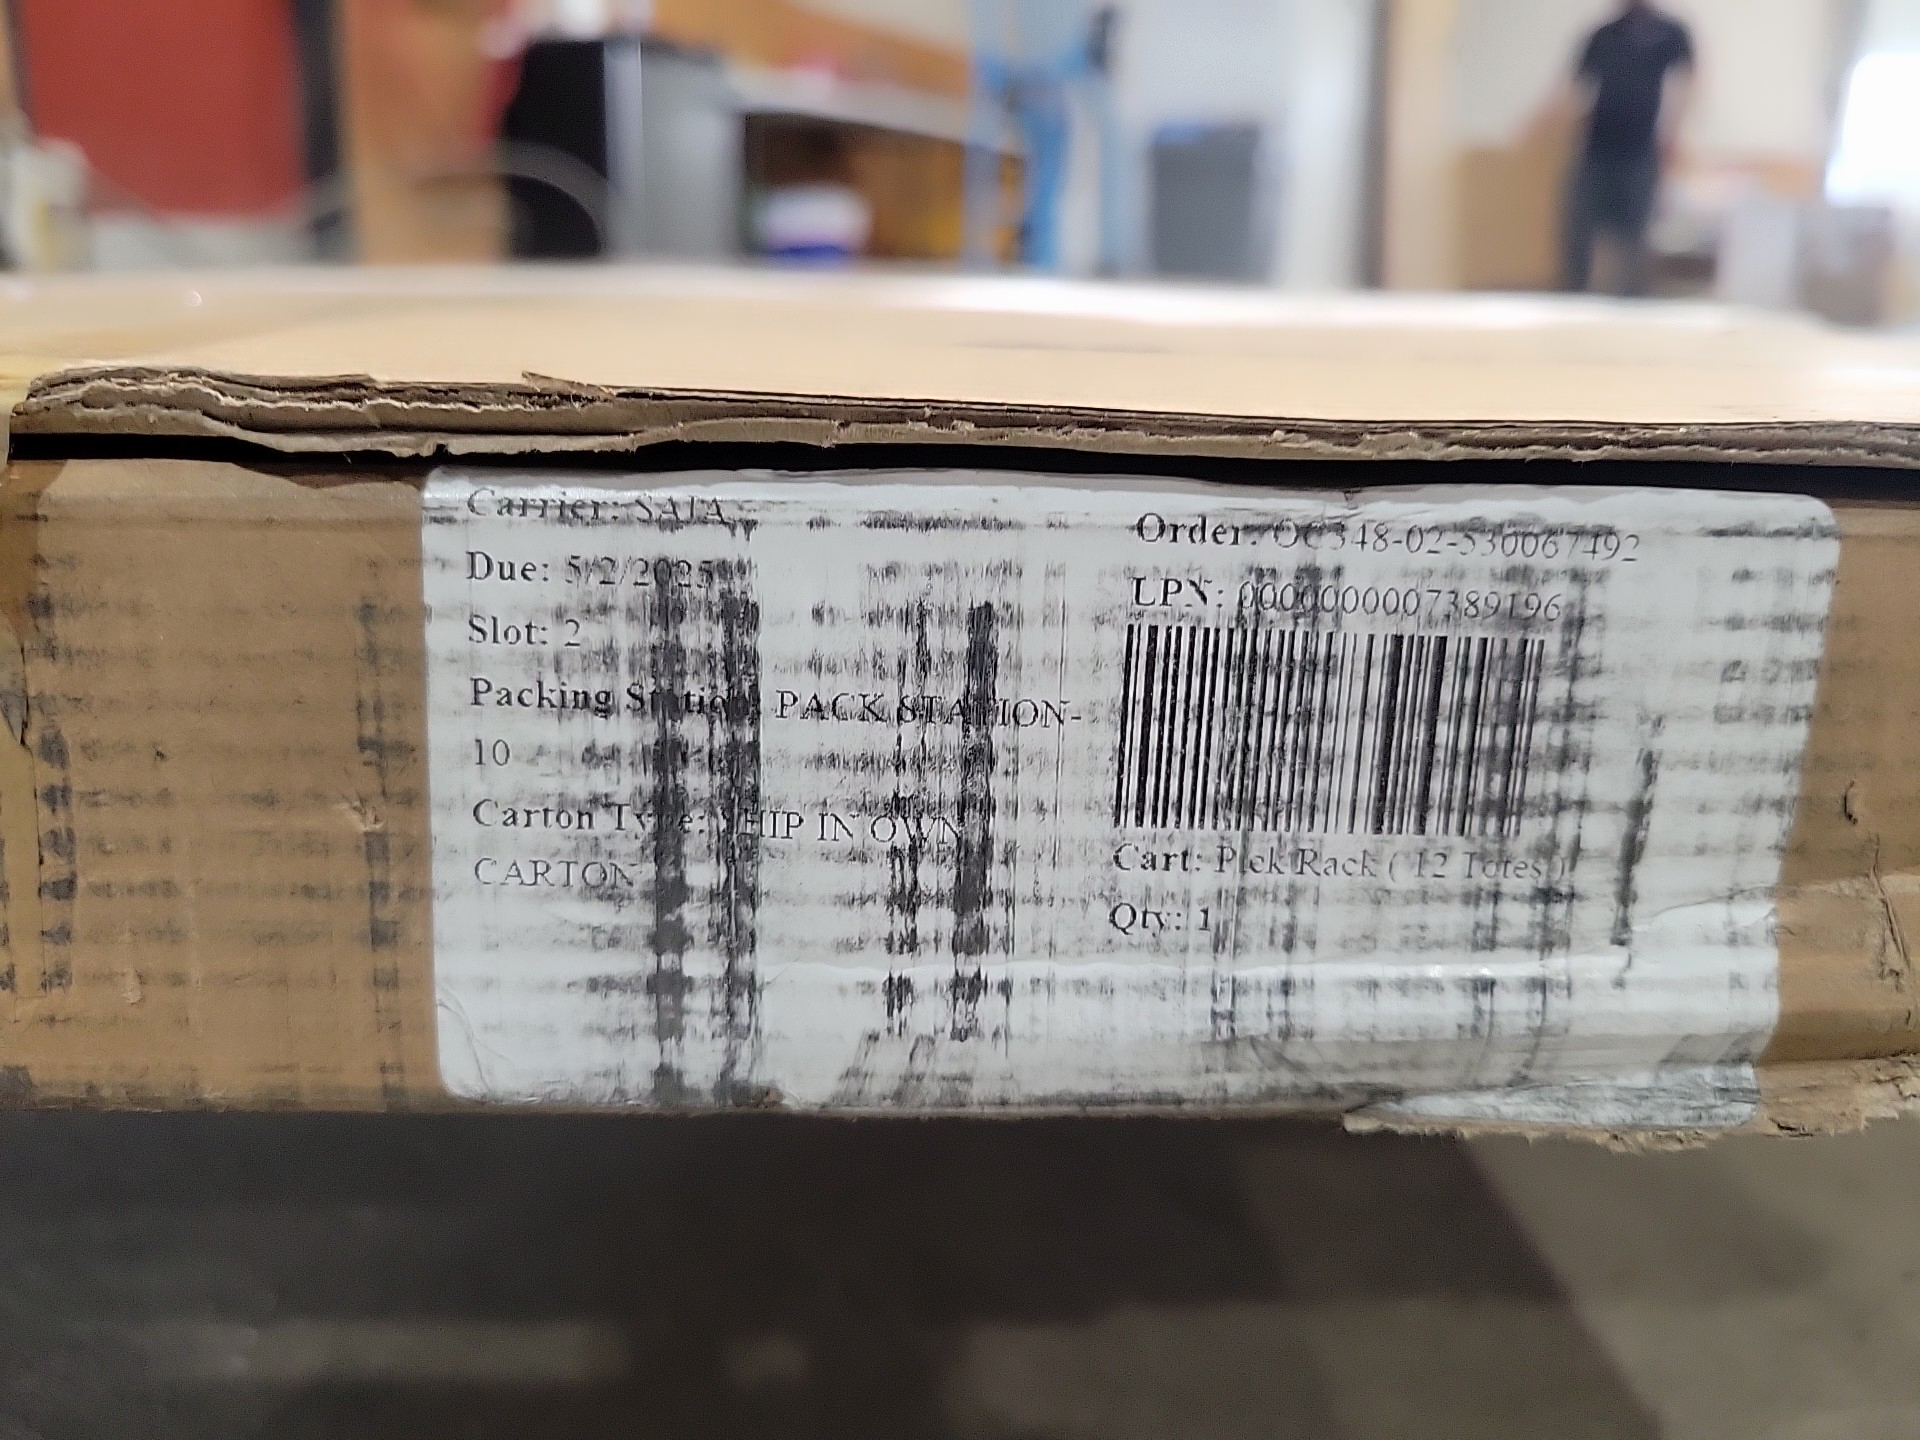 Carrier: SAIA
Due: 5/2/2025
Slot: 2
Packing Station: PACK STATION-
10
Carton Type: SHIP IN OWN
CARTON
Order: OC348-02-530067492
LPN: 00000000007389196
Cart: Pick Rack ( 12 Totes )
Qty: 1